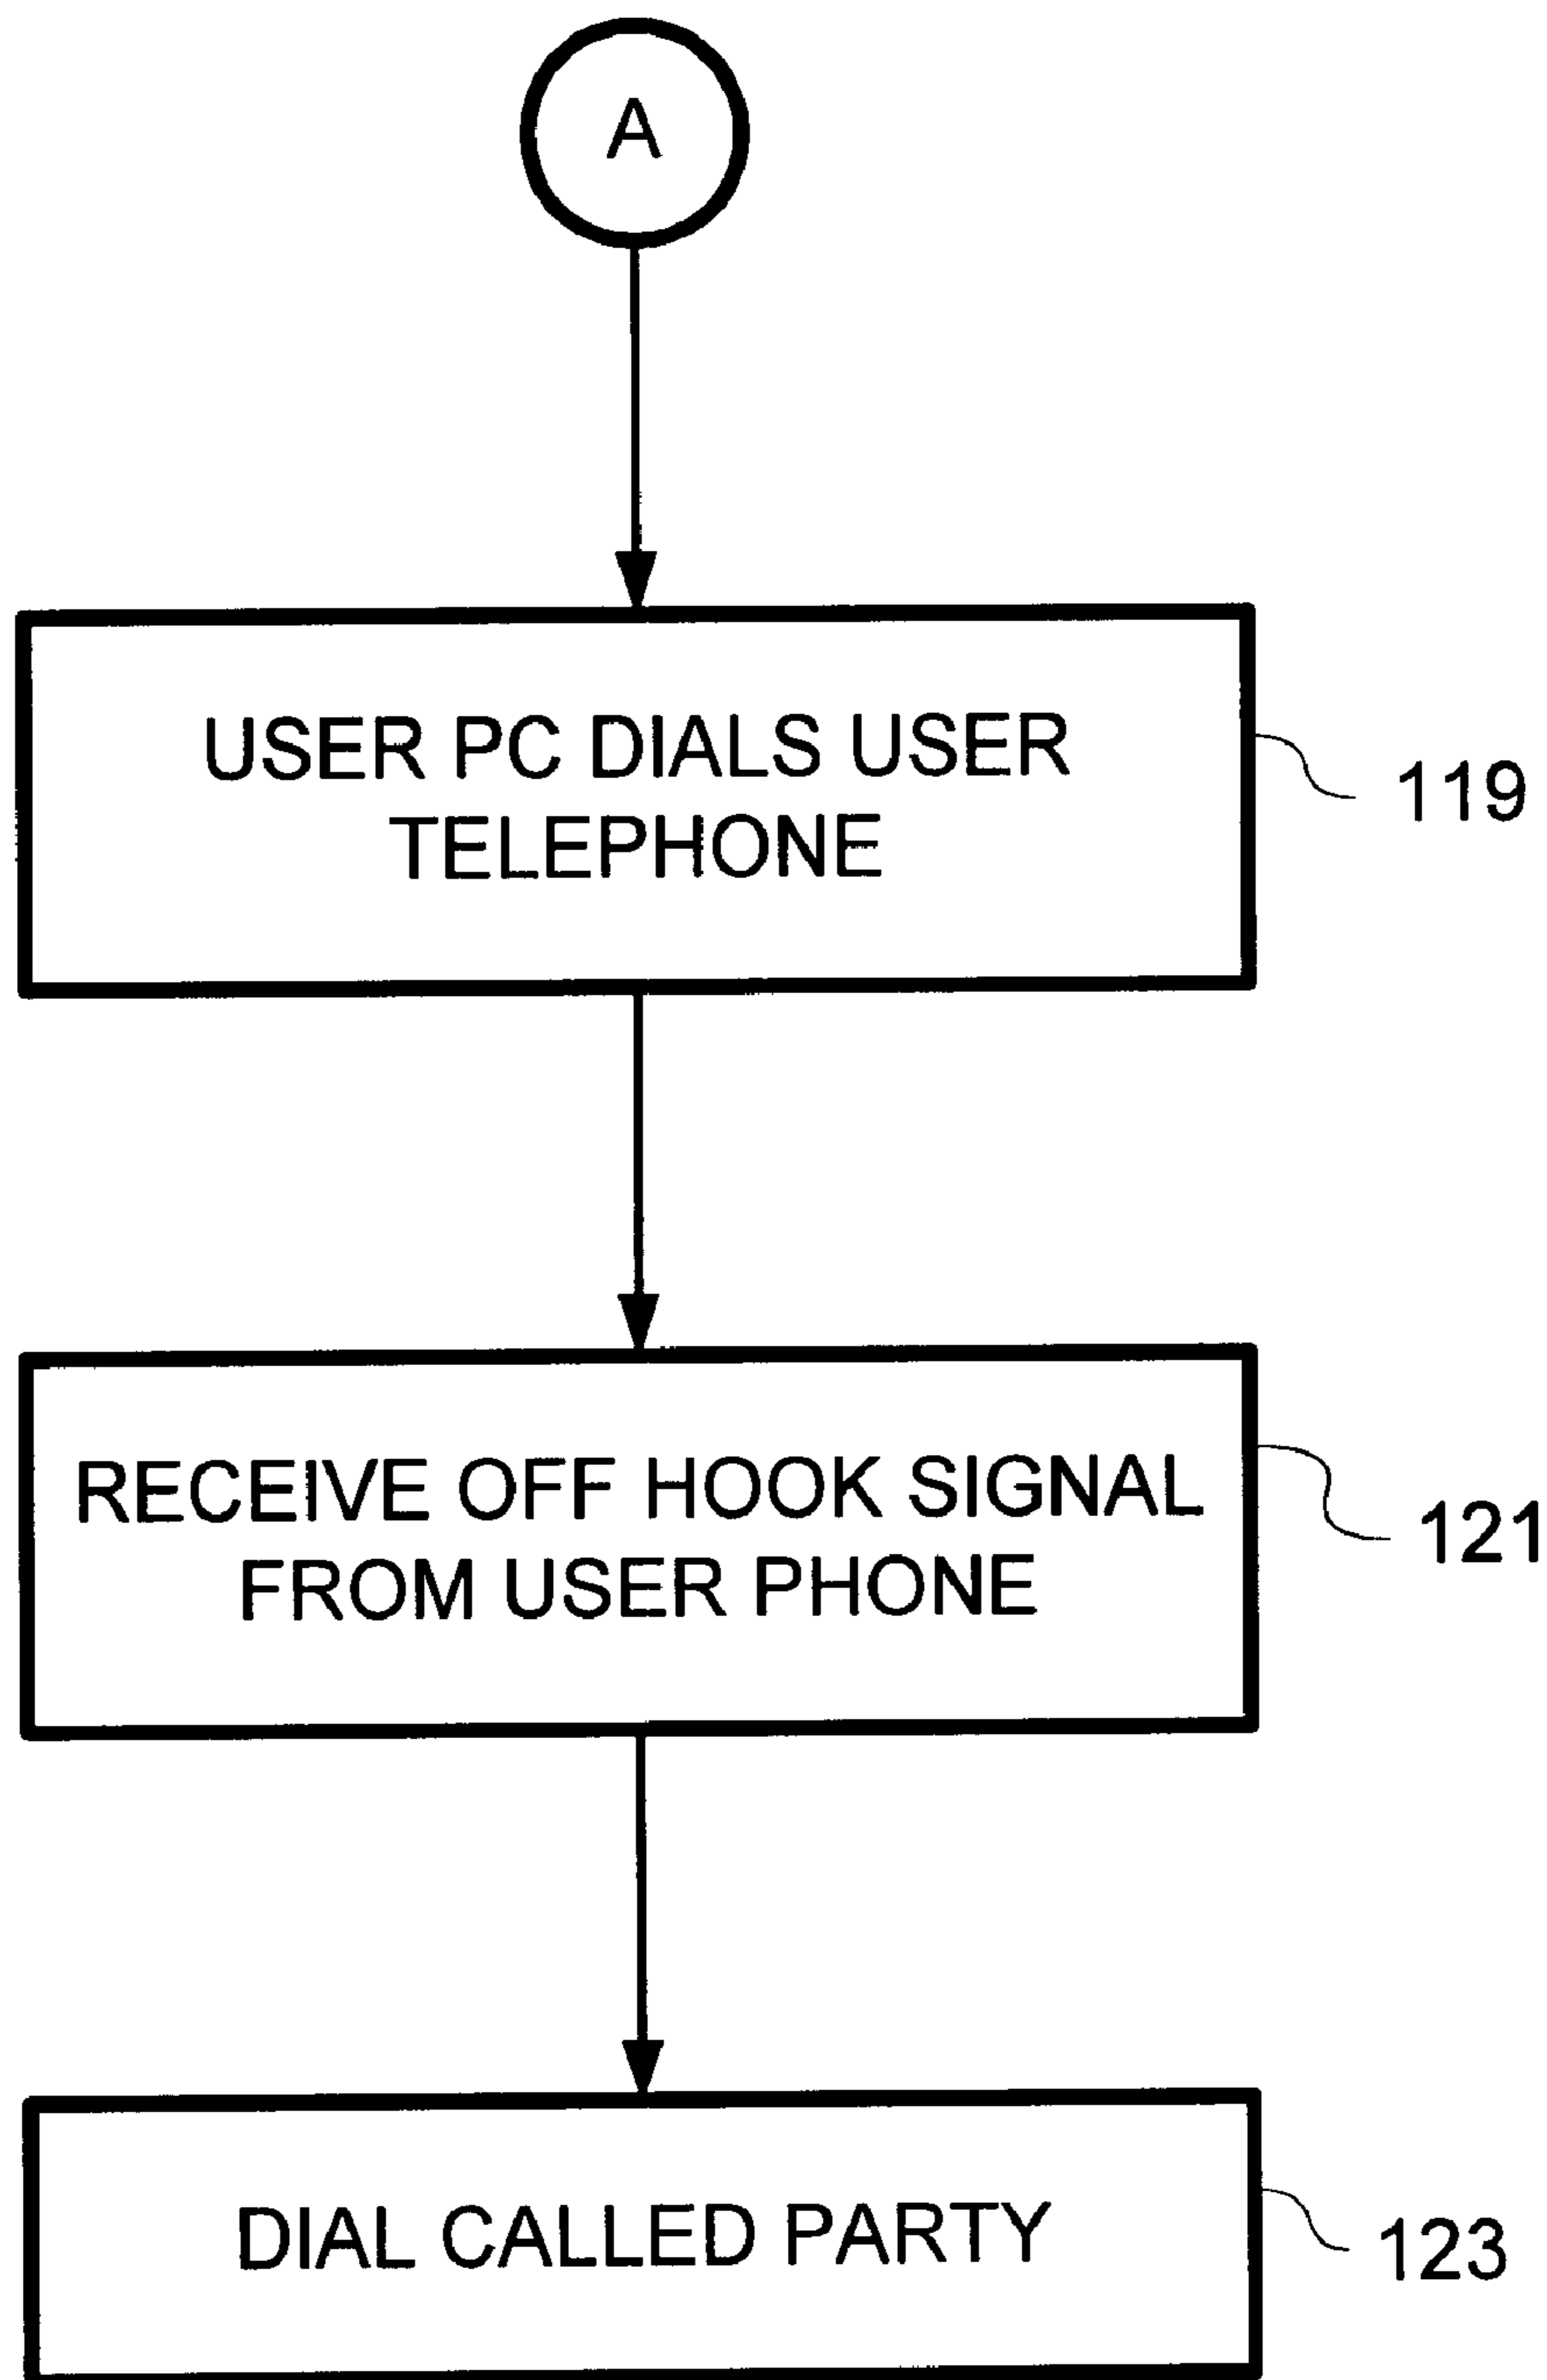 A
USER PC DIALS USER
TELEPHONE
119
RECEIVE OFF HOOK SIGNAL
FROM USER PHONE
121
DIAL CALLED PARTY
123